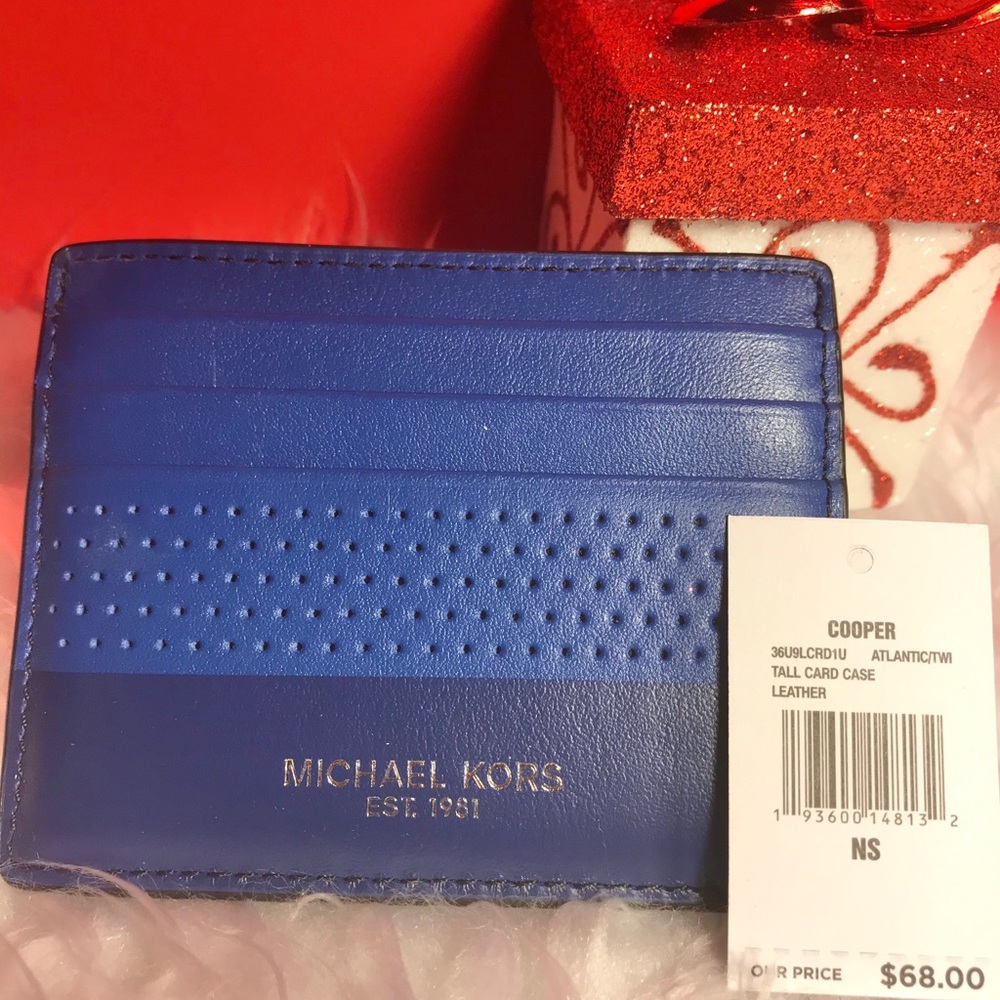 MICHAEL KORS
EST. 1981
COOPER
36U9LCRD1U ATLANTIC/TWI
TALL CARD CASE
LEATHER
1 93600 14813 2
NS
OUR PRICE $68.00